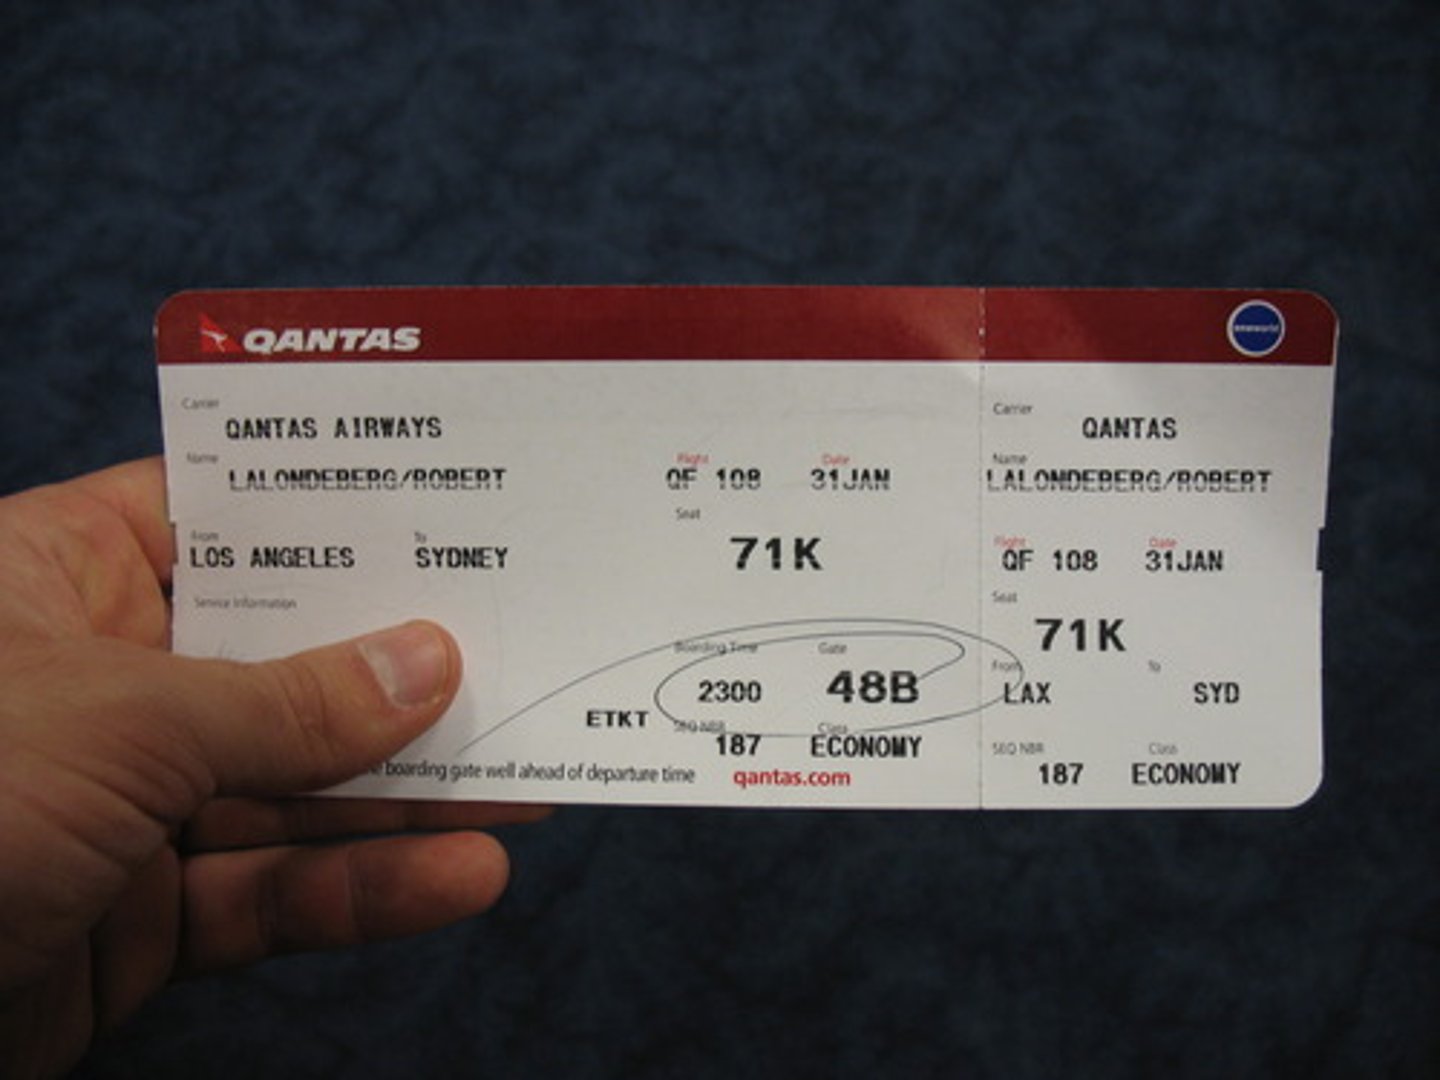 QANTAS
oneworld
Carrier
QANTAS AIRWAYS
Name
LALONDEBERG/ROBERT
Flight Date
QF 108 31JAN
From To
LOS ANGELES SYDNEY
Seat
71K
Service Information
Boarding Time Gate
2300 48B
ETKT
SEQ NBR Class
187 ECONOMY
boarding gate well ahead of departure time qantas.com
Carrier
QANTAS
Name
LALONDEBERG/ROBERT
Flight Date
QF 108 31JAN
Seat
71K
From To
LAX SYD
SEQ NBR Class
187 ECONOMY